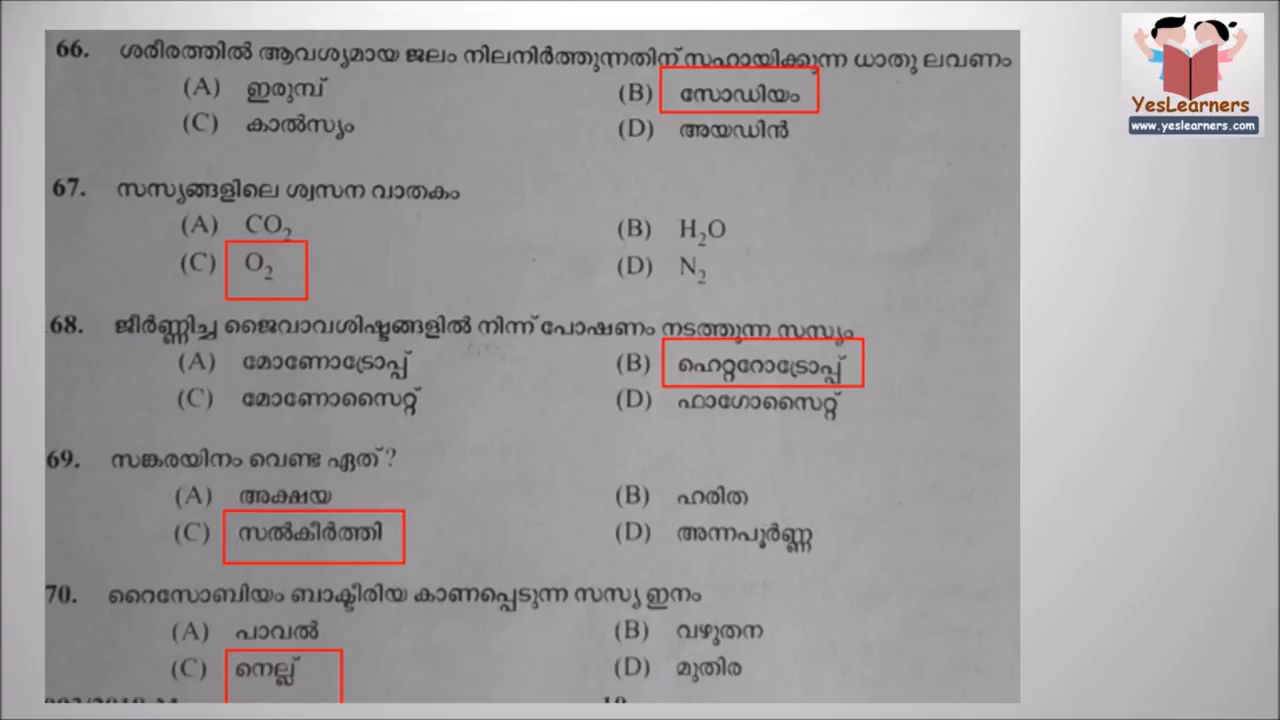 66. ശരീരത്തിൽ ആവശ്യമായ ജലം നിലനിർത്തുന്നതിന് സഹായിക്കുന്ന ധാതു ലവണം
(A) ഇരുമ്പ് (B) സോഡിയം
(C) കാൽസ്യം (D) അയഡിൻ
67. സസ്യങ്ങളിലെ ശ്വസന വാതകം
(A) CO₂ (B) H₂O
(C) O₂ (D) N₂
68. ജീർണ്ണിച്ച ജൈവാവശിഷ്ടങ്ങളിൽ നിന്ന് പോഷണം നടത്തുന്ന സസ്യം
(A) മോണോട്രോപ്പ് (B) ഹെറ്ററോട്രോപ്പ്
(C) മോണോസൈറ്റ് (D) ഫാഗോസൈറ്റ്
69. സങ്കരയിനം വെണ്ട ഏത് ?
(A) അക്ഷയ (B) ഹരിത
(C) സൽകീർത്തി (D) അന്നപൂർണ്ണ
70. റൈസോബിയം ബാക്ടീരിയ കാണപ്പെടുന്ന സസ്യ ഇനം
(A) പാവൽ (B) വഴുതന
(C) നെല്ല് (D) മുതിര
YesLearners
www.yeslearners.com